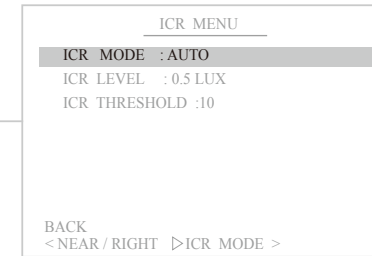 ICR MENU
ICR MODE : AUTO
ICR LEVEL : 0.5 LUX
ICR THRESHOLD :10
BACK
< NEAR / RIGHT ▷ICR MODE >